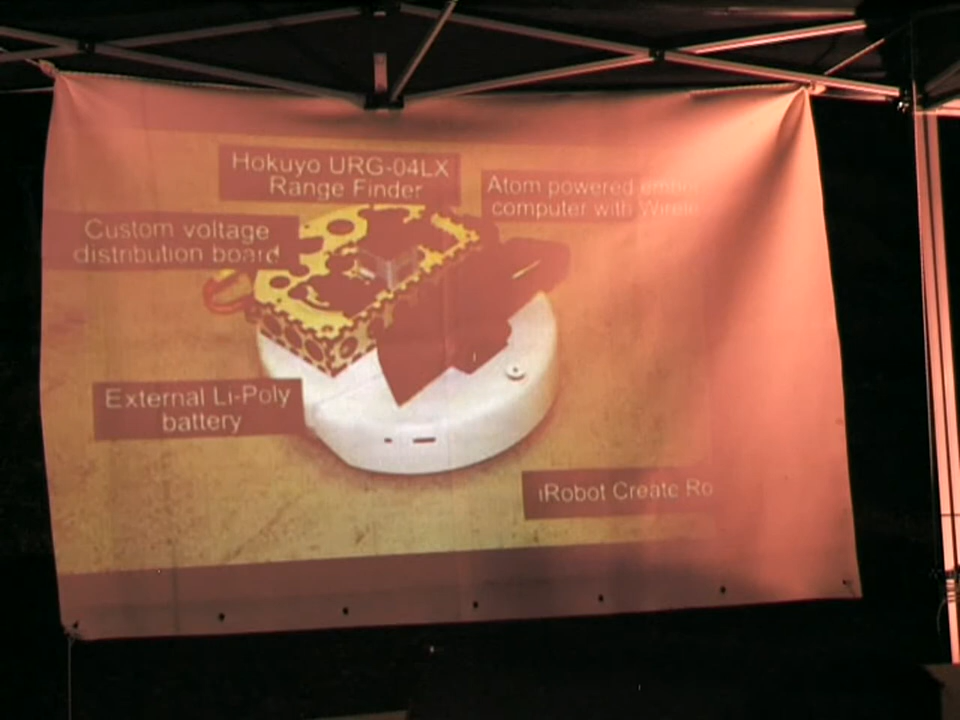 Hokuyo URG-04LX
Range Finder
Atom powered
computer with
Custom voltage
distribution board
External Li-Poly
battery
iRobot Create